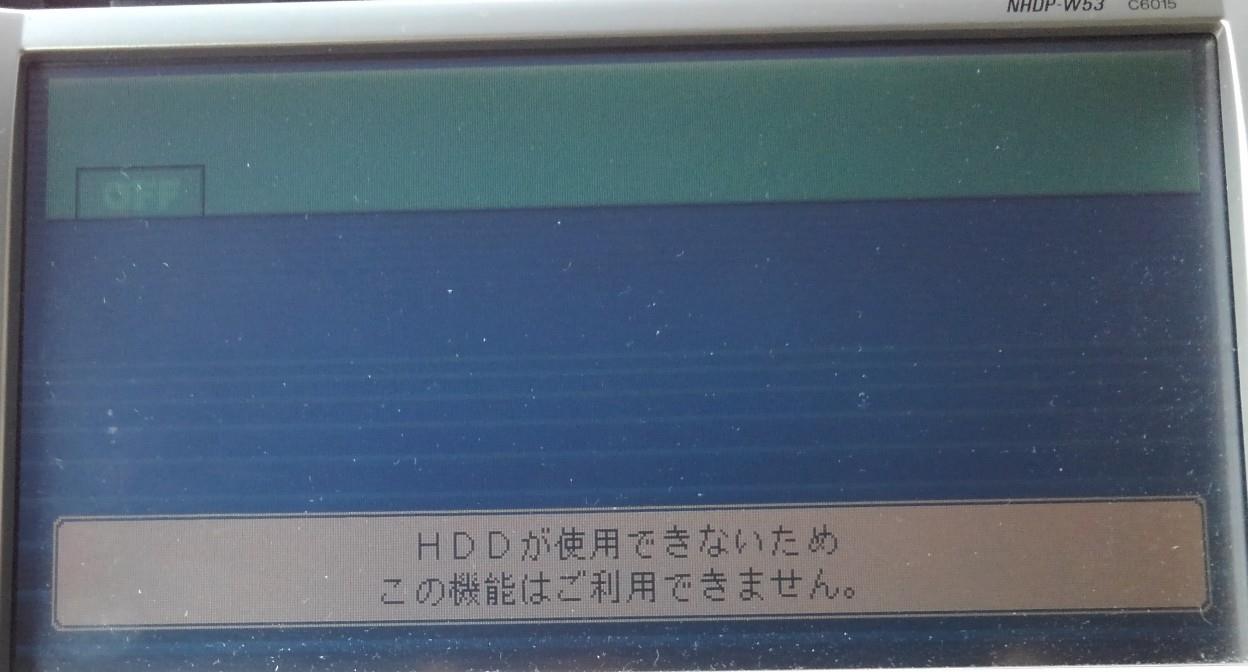 NHDP-W53 C6015
OFF
HDDが使用できないため
この機能はご利用できません。